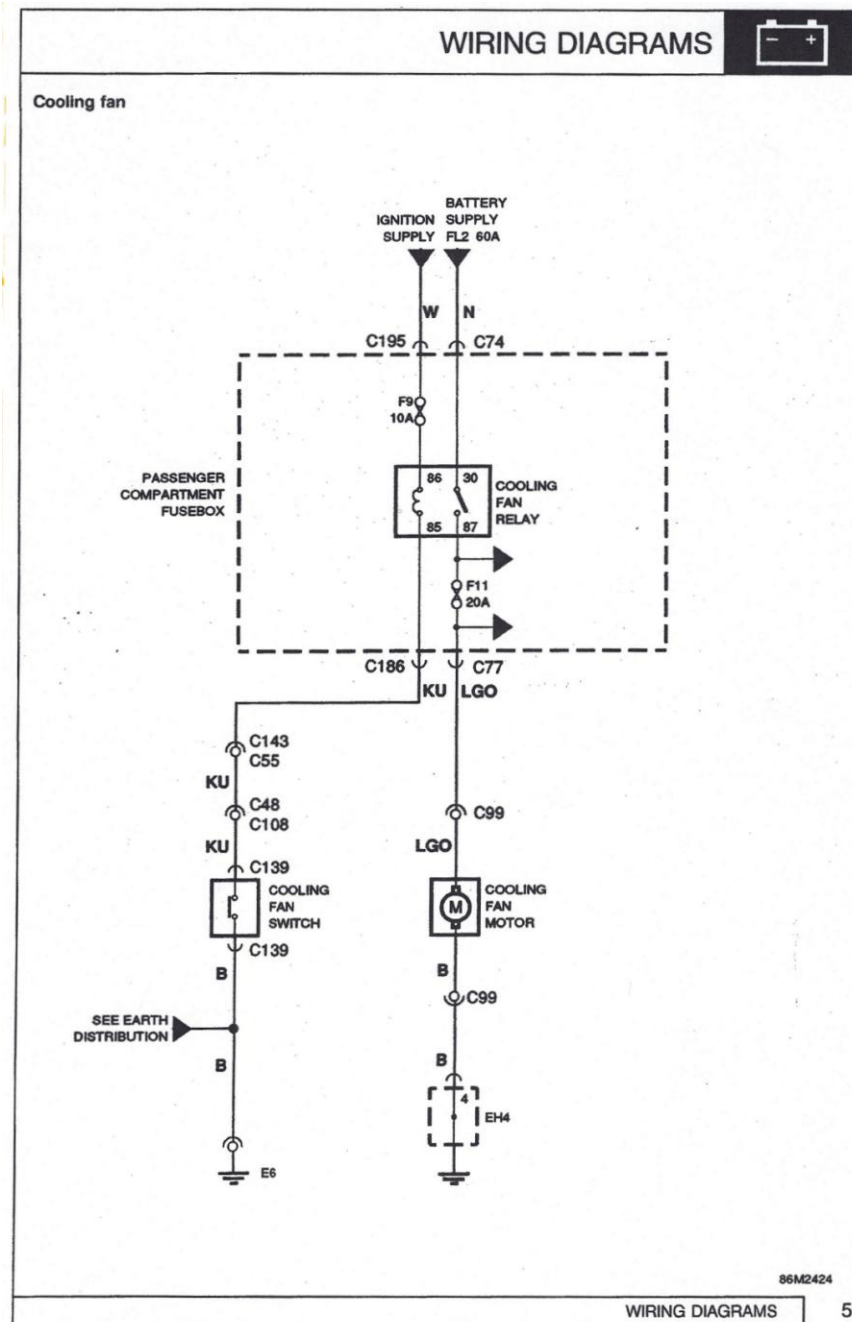 WIRING DIAGRAMS
- +
Cooling fan
IGNITION
SUPPLY
BATTERY
SUPPLY
FL2 60A
W
N
C195
C74
F9
10A
PASSENGER
COMPARTMENT
FUSEBOX
86
30
85
87
COOLING
FAN
RELAY
F11
20A
C186
C77
KU
LGO
C143
C55
KU
C48
C108
C99
KU
LGO
C139
COOLING
FAN
SWITCH
M
COOLING
FAN
MOTOR
C139
B
B
C99
SEE EARTH
DISTRIBUTION
B
B
4
EH4
E6
86M2424
WIRING DIAGRAMS
5